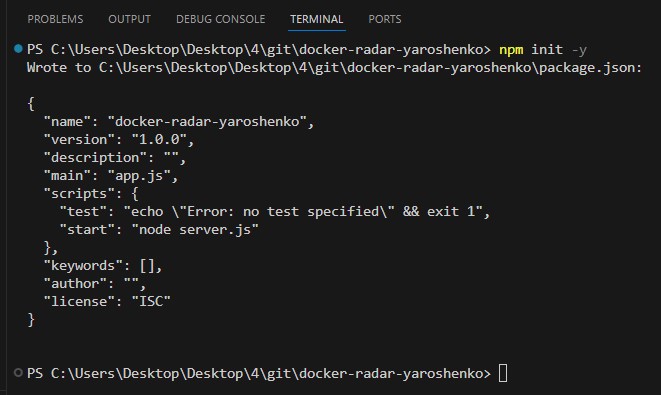 PROBLEMS OUTPUT DEBUG CONSOLE TERMINAL PORTS
PS C:\Users\Desktop\Desktop\4\git\docker-radar-yaroshenko> npm init -y
Wrote to C:\Users\Desktop\Desktop\4\git\docker-radar-yaroshenko\package.json:
{
  "name": "docker-radar-yaroshenko",
  "version": "1.0.0",
  "description": "",
  "main": "app.js",
  "scripts": {
    "test": "echo \"Error: no test specified\" && exit 1",
    "start": "node server.js"
  },
  "keywords": [],
  "author": "",
  "license": "ISC"
}
PS C:\Users\Desktop\Desktop\4\git\docker-radar-yaroshenko>